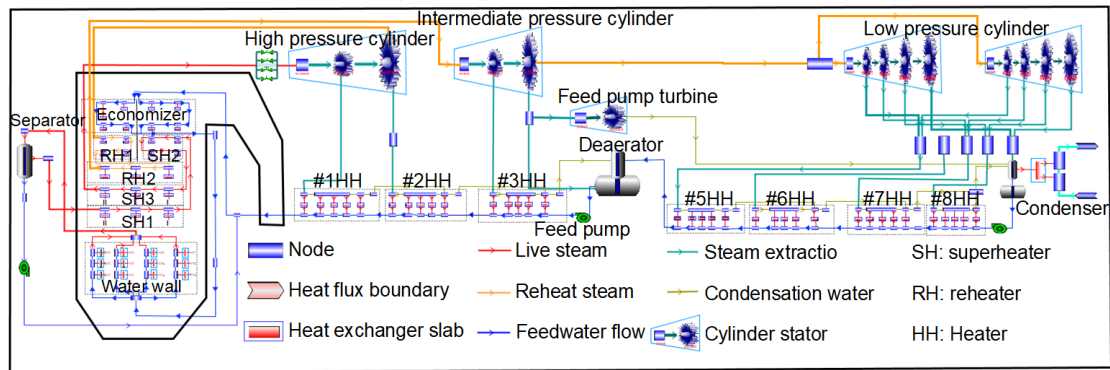 Intermediate pressure cylinder
High pressure cylinder
Low pressure cylinder
Feed pump turbine
Separator
Economizer
Deaerator
RH1 SH2
RH2
SH3
SH1
Water wall
#1HH #2HH #3HH
#5HH #6HH #7HH #8HH
Condenser
Feed pump
Node
Live steam
Steam extractio
SH: superheater
Heat flux boundary
Reheat steam
Condensation water
RH: reheater
Heat exchanger slab
Feedwater flow
Cylinder stator
HH: Heater